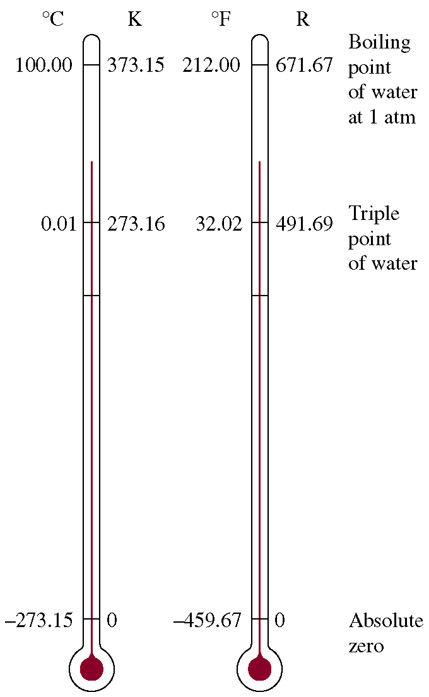 °C K °F R
100.00 373.15 212.00 671.67
Boiling
point
of water
at 1 atm
0.01 273.16 32.02 491.69
Triple
point
of water
–273.15 0 –459.67 0
Absolute
zero